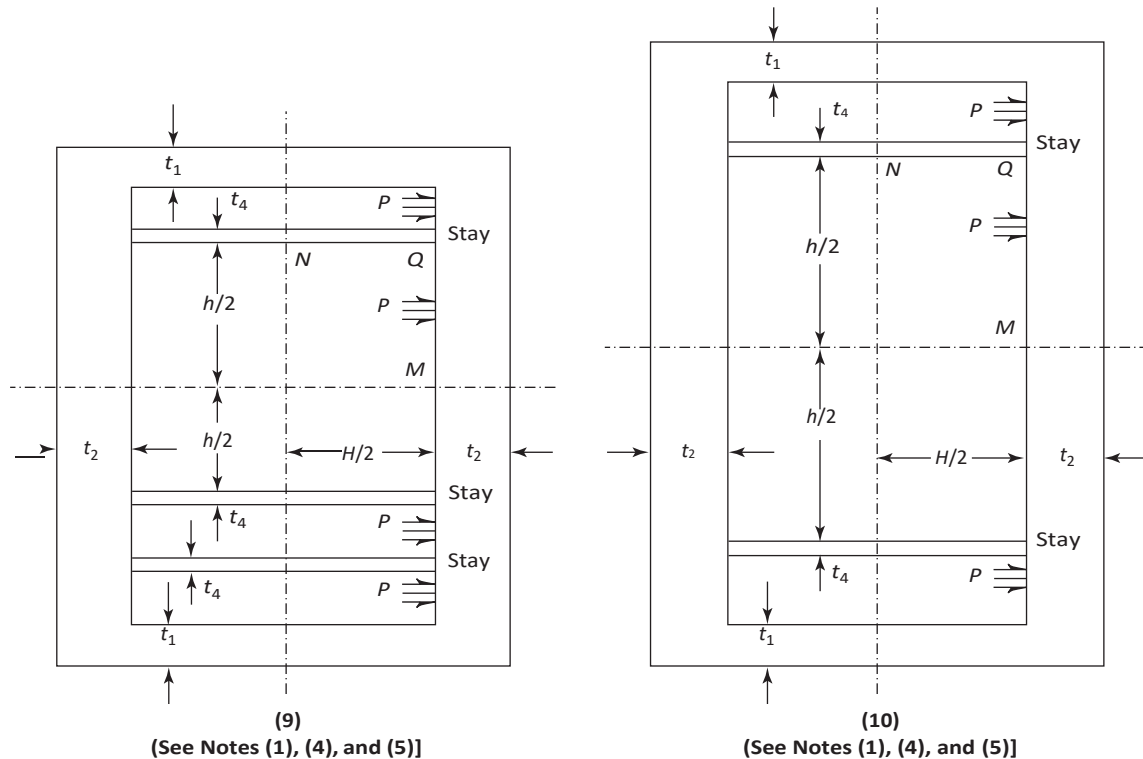 t1
t4
P
Stay
N
Q
h/2
P
M
h/2
t2
H/2
t2
Stay
t4
P
Stay
t4
P
t1
(9)
(See Notes (1), (4), and (5)]
t1
t4
P
Stay
N
Q
P
h/2
M
h/2
t2
H/2
t2
Stay
t4
P
t1
(10)
(See Notes (1), (4), and (5)]